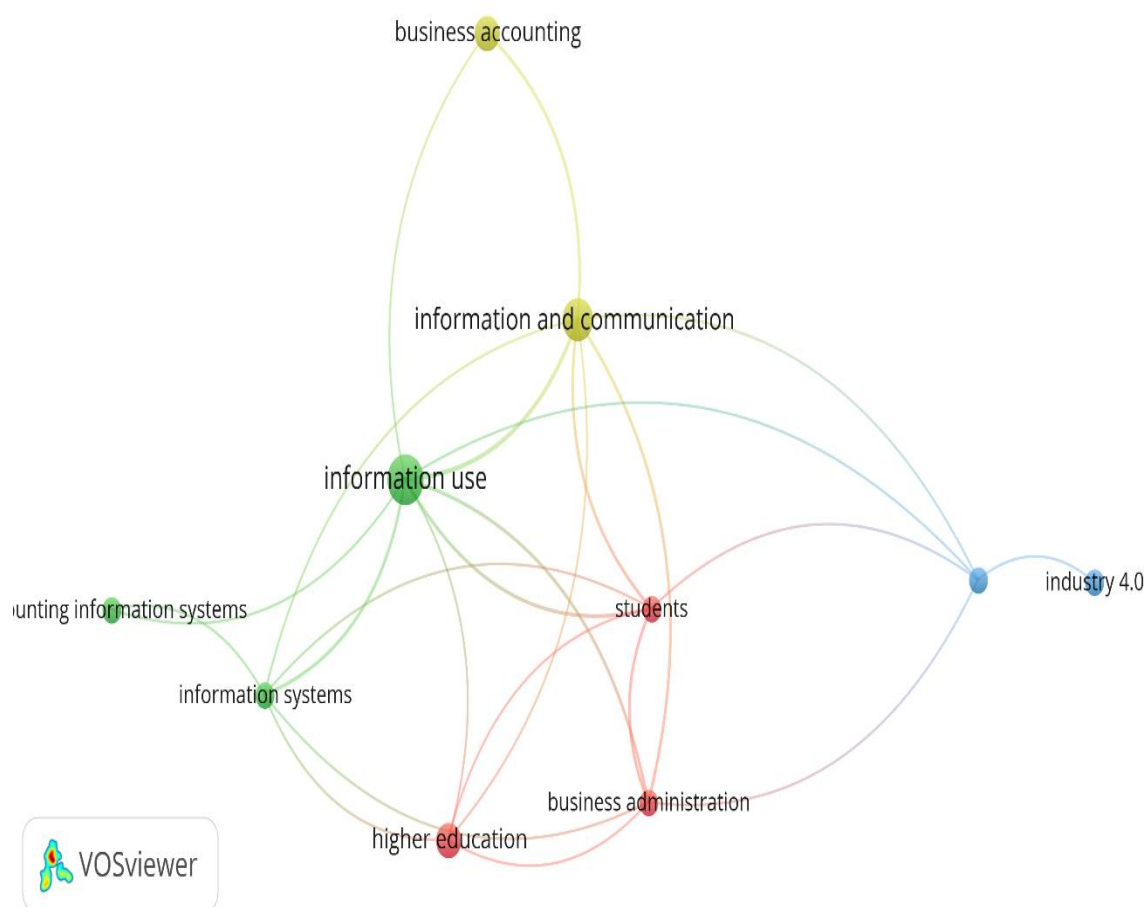 business accounting
information and communication
information use
students
industry 4.0
unting information systems
information systems
business administration
higher education
VOSviewer